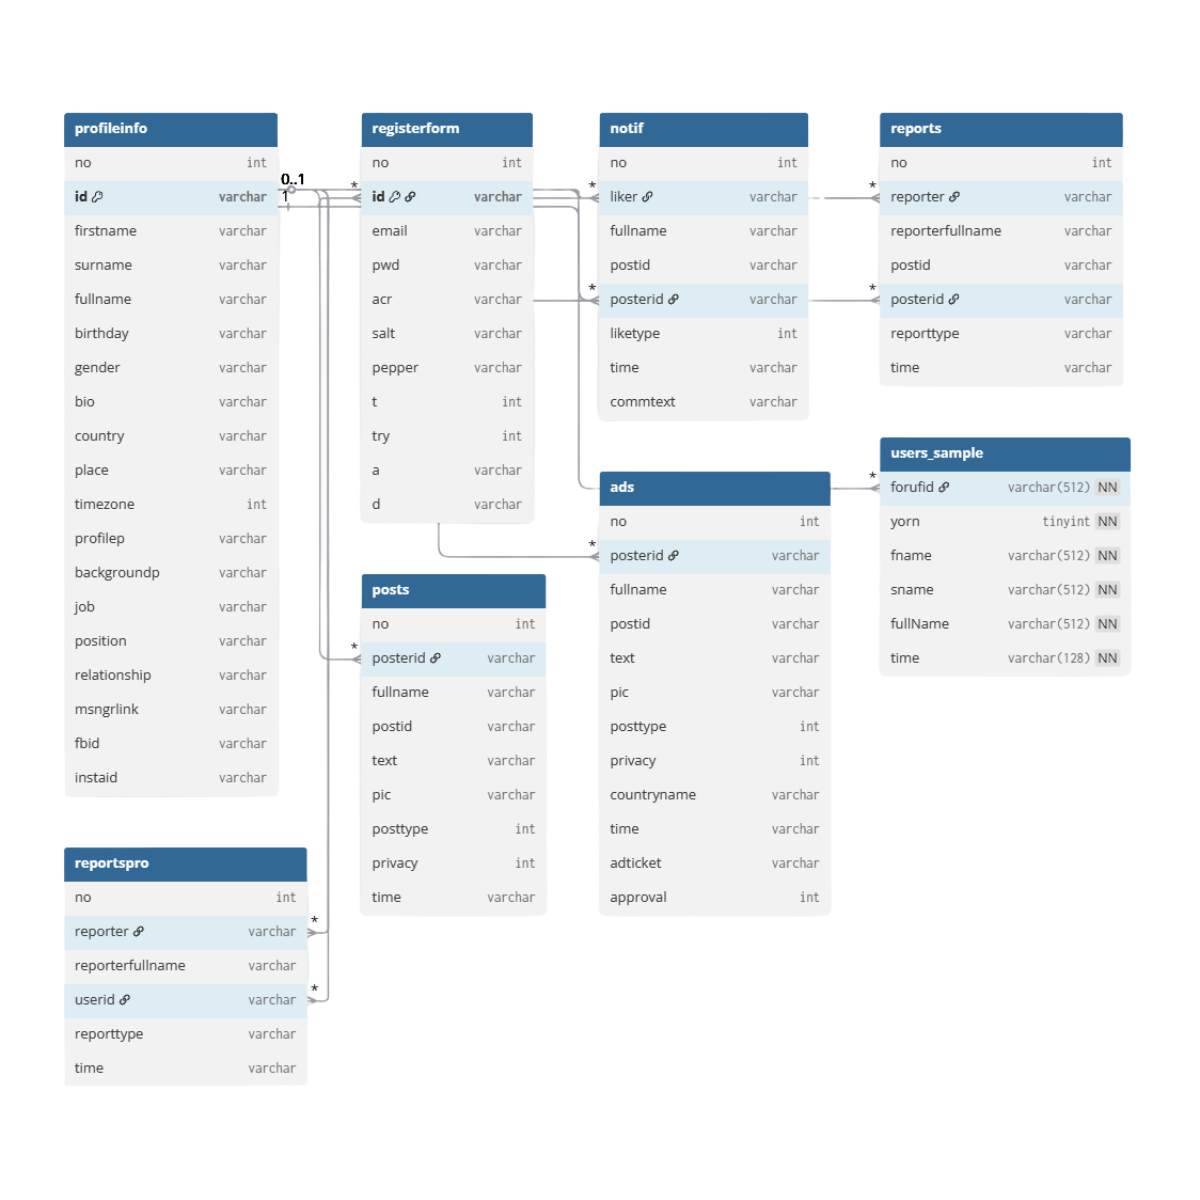 profileinfo
no int
id varchar
firstname varchar
surname varchar
fullname varchar
birthday varchar
gender varchar
bio varchar
country varchar
place varchar
timezone int
profilep varchar
backgroundp varchar
job varchar
position varchar
relationship varchar
msngrlink varchar
fbid varchar
instaid varchar
0..1
1
registerform
no int
* id varchar
email varchar
pwd varchar
acr varchar
salt varchar
pepper varchar
t int
try int
a varchar
d varchar
notif
no int
* liker varchar
fullname varchar
postid varchar
* posterid varchar
liketype int
time varchar
commtext varchar
reports
no int
* reporter varchar
reporterfullname varchar
postid varchar
* posterid varchar
reporttype varchar
time varchar
users_sample
* forufid varchar(512) NN
yorn tinyint NN
fname varchar(512) NN
sname varchar(512) NN
fullName varchar(512) NN
time varchar(128) NN
ads
no int
* posterid varchar
fullname varchar
postid varchar
text varchar
pic varchar
posttype int
privacy int
countryname varchar
time varchar
adticket varchar
approval int
posts
no int
* posterid varchar
fullname varchar
postid varchar
text varchar
pic varchar
posttype int
privacy int
time varchar
reportspro
no int
reporter varchar *
reporterfullname varchar
userid varchar *
reporttype varchar
time varchar